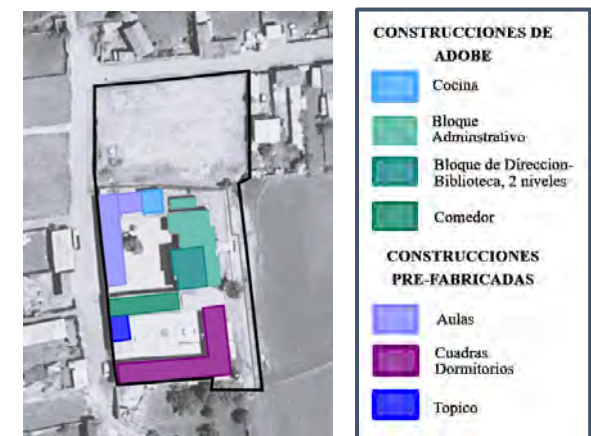 CONSTRUCCIONES DE
ADOBE
Cocina
Bloque
Adminstrativo
Bloque de Direccion-
Biblioteca, 2 niveles
Comedor
CONSTRUCCIONES
PRE-FABRICADAS
Aulas
Cuadras
Dormitorios
Topico